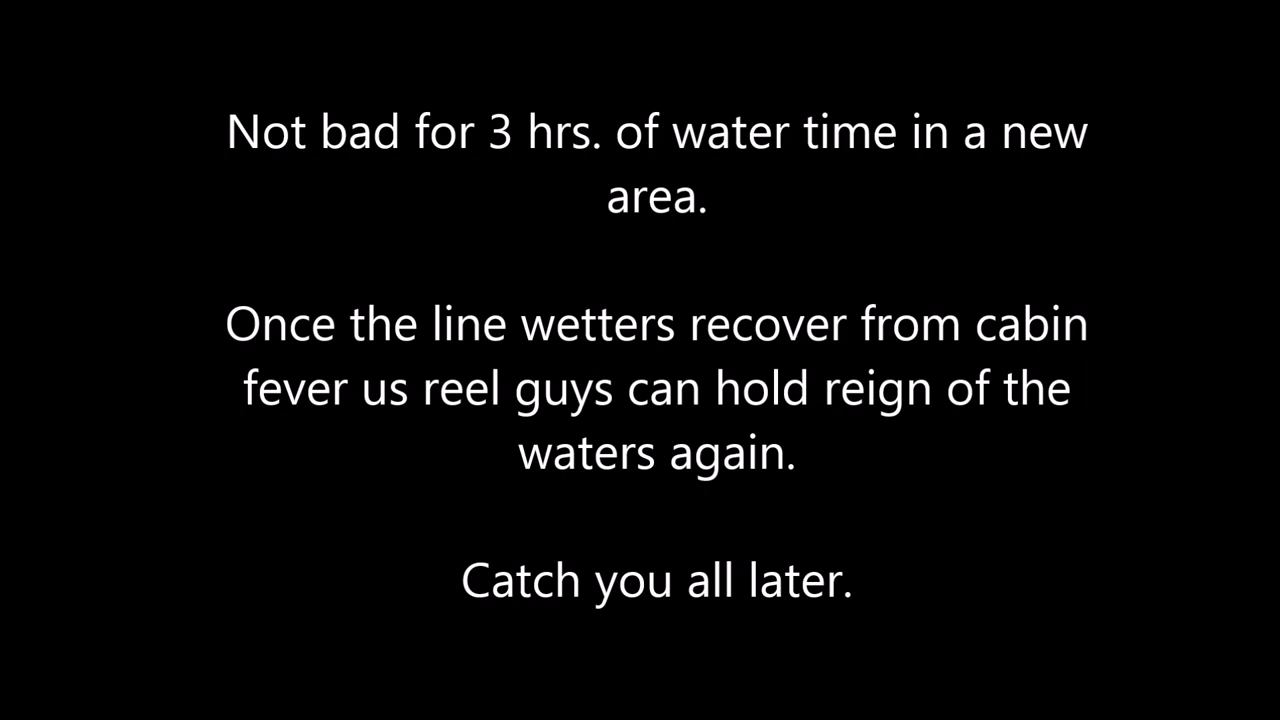 Not bad for 3 hrs. of water time in a new
area.
Once the line wetters recover from cabin
fever us reel guys can hold reign of the
waters again.
Catch you all later.